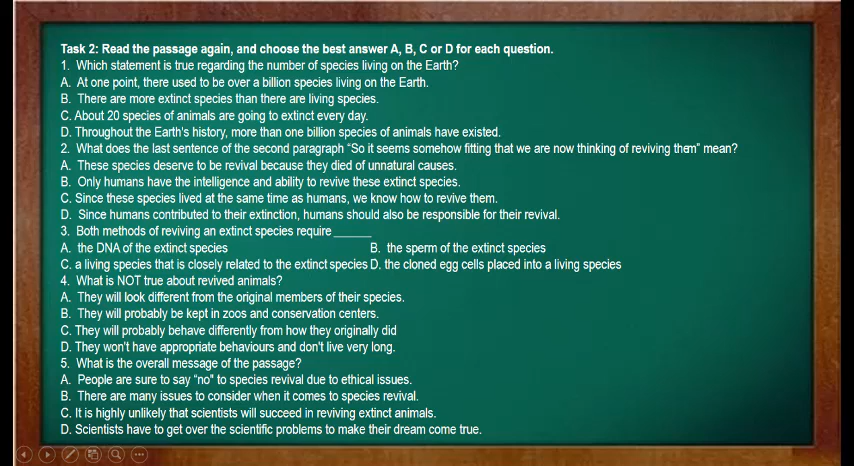 Task 2: Read the passage again, and choose the best answer A, B, C or D for each question.
1. Which statement is true regarding the number of species living on the Earth?
A. At one point, there used to be over a billion species living on the Earth.
B. There are more extinct species than there are living species.
C. About 20 species of animals are going to extinct every day.
D. Throughout the Earth's history, more than one billion species of animals have existed.
2. What does the last sentence of the second paragraph “So it seems somehow fitting that we are now thinking of reviving them” mean?
A. These species deserve to be revival because they died of unnatural causes.
B. Only humans have the intelligence and ability to revive these extinct species.
C. Since these species lived at the same time as humans, we know how to revive them.
D. Since humans contributed to their extinction, humans should also be responsible for their revival.
3. Both methods of reviving an extinct species require ______
A. the DNA of the extinct species B. the sperm of the extinct species
C. a living species that is closely related to the extinct species D. the cloned egg cells placed into a living species
4. What is NOT true about revived animals?
A. They will look different from the original members of their species.
B. They will probably be kept in zoos and conservation centers.
C. They will probably behave differently from how they originally did
D. They won't have appropriate behaviours and don't live very long.
5. What is the overall message of the passage?
A. People are sure to say “no” to species revival due to ethical issues.
B. There are many issues to consider when it comes to species revival.
C. It is highly unlikely that scientists will succeed in reviving extinct animals.
D. Scientists have to get over the scientific problems to make their dream come true.